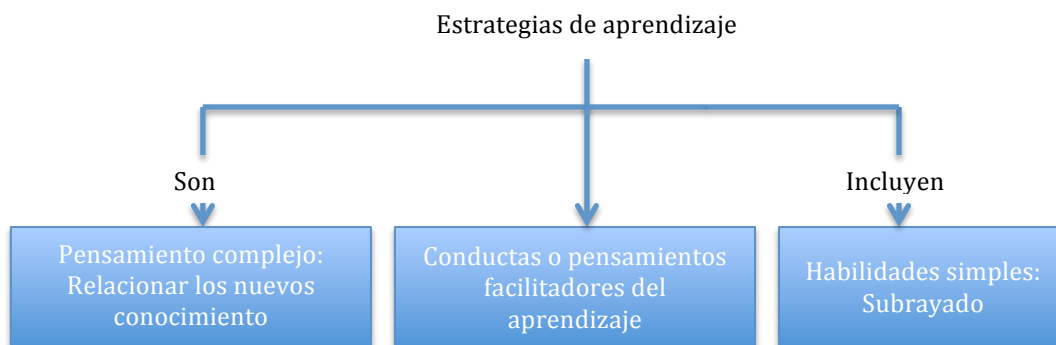 Estrategias de aprendizaje
Son
Incluyen
Pensamiento complejo:
Relacionar los nuevos
conocimiento
Conductas o pensamientos
facilitadores del
aprendizaje
Habilidades simples:
Subrayado